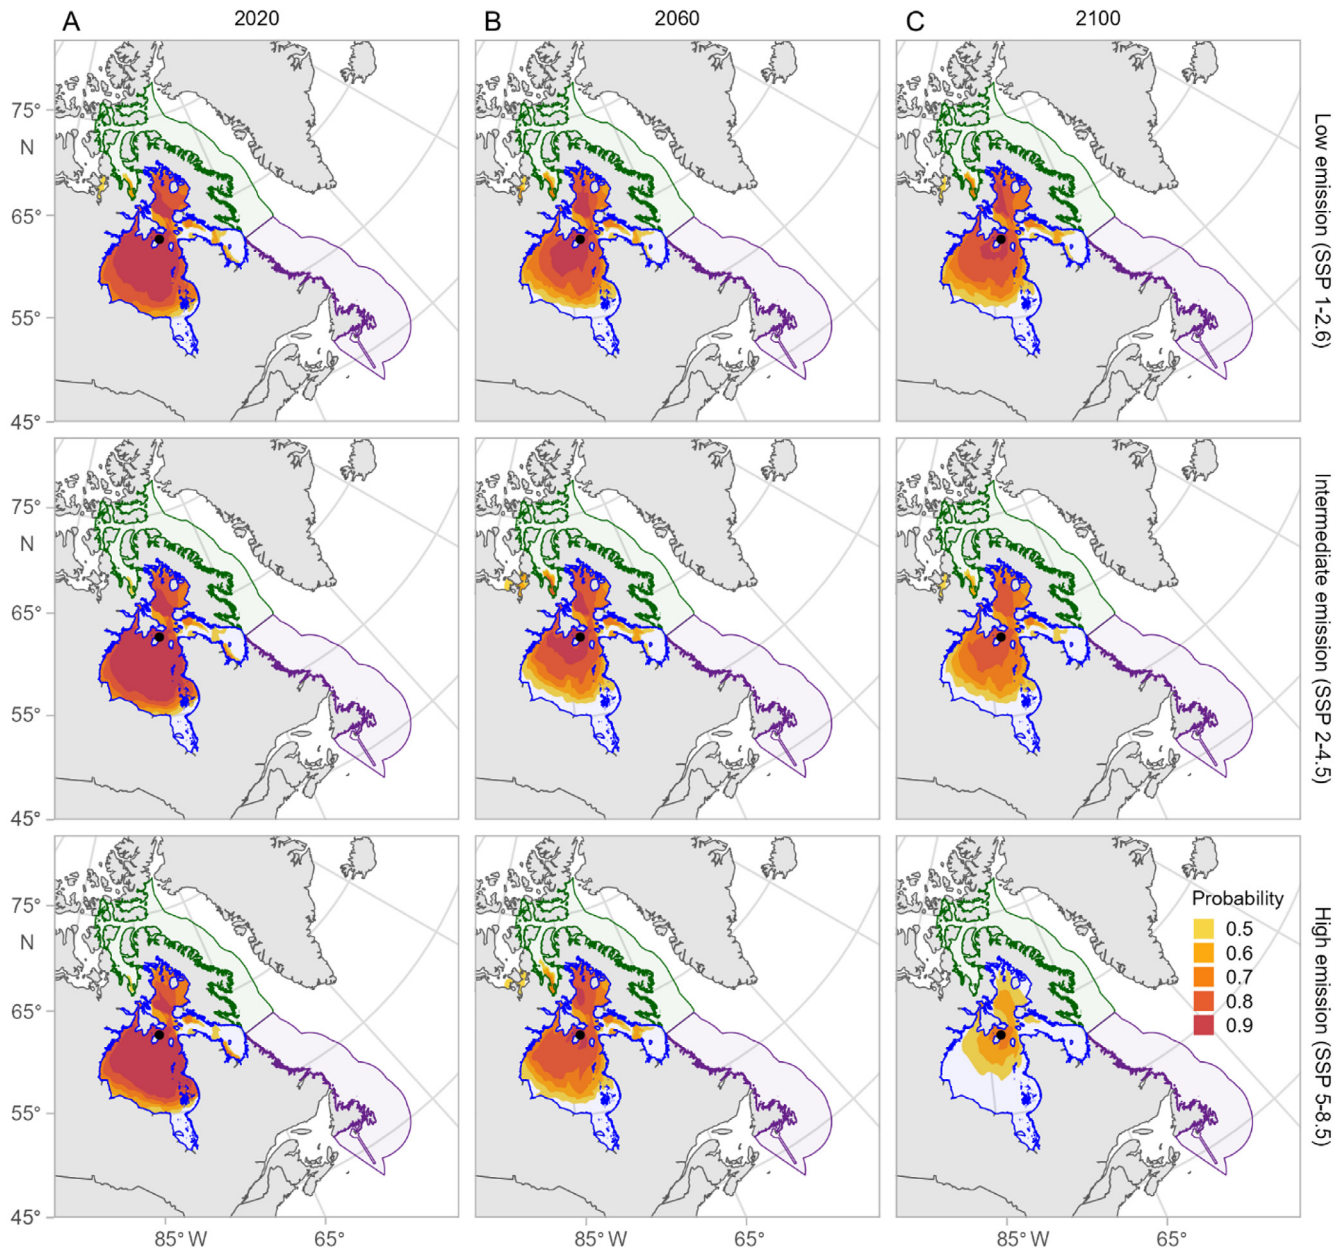 A 2020
B 2060
C 2100
75°
N
65°
55°
45°
Low emission (SSP 1-2.6)
75°
N
65°
55°
45°
Intermediate emission (SSP 2-4.5)
75°
N
65°
55°
45°
Probability
0.5
0.6
0.7
0.8
0.9
High emission (SSP 5-8.5)
85° W 65°
85° W 65°
85° W 65°